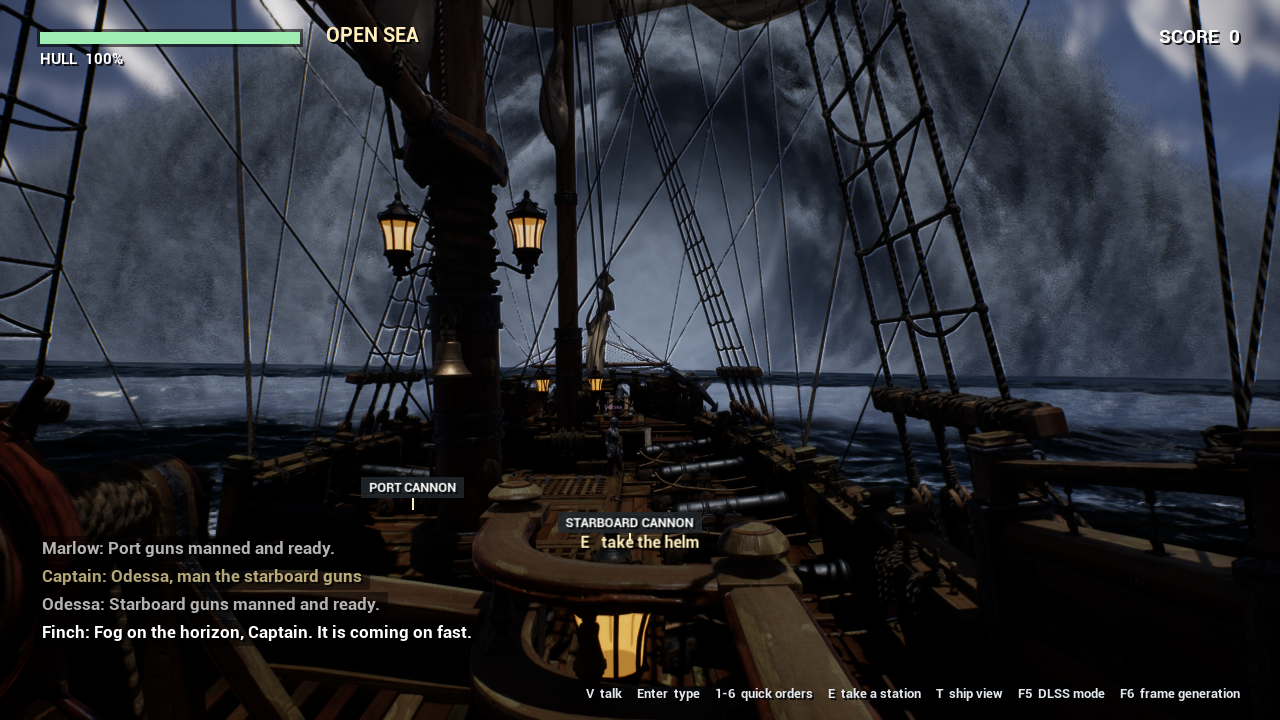 OPEN SEA
SCORE 0
HULL 100%
PORT CANNON
STARBOARD CANNON
E take the helm
Marlow: Port guns manned and ready.
Captain: Odessa, man the starboard guns
Odessa: Starboard guns manned and ready.
Finch: Fog on the horizon, Captain. It is coming on fast.
V talk Enter type 1-6 quick orders E take a station T ship view F5 DLSS mode F6 frame generation